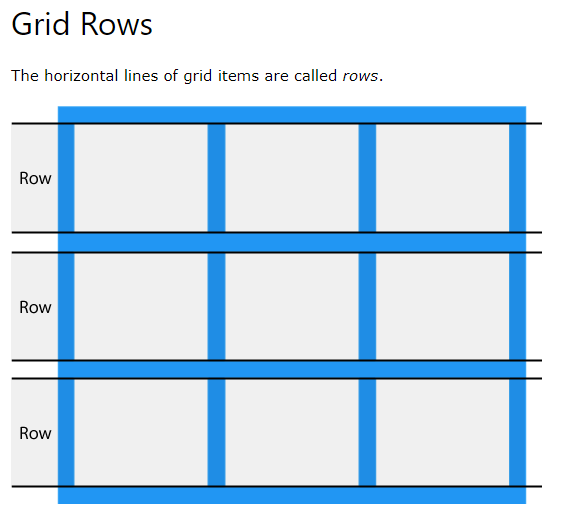 Grid Rows
The horizontal lines of grid items are called rows.
Row
Row
Row